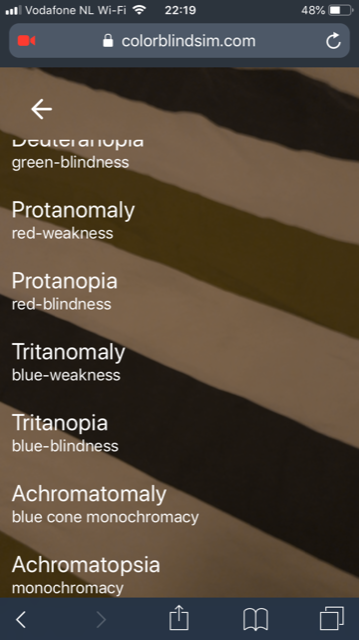 Vodafone NL Wi-Fi 22:19 48%
colorblindsim.com
Deuteranopia
green-blindness
Protanomaly
red-weakness
Protanopia
red-blindness
Tritanomaly
blue-weakness
Tritanopia
blue-blindness
Achromatomaly
blue cone monochromacy
Achromatopsia
monochromacy